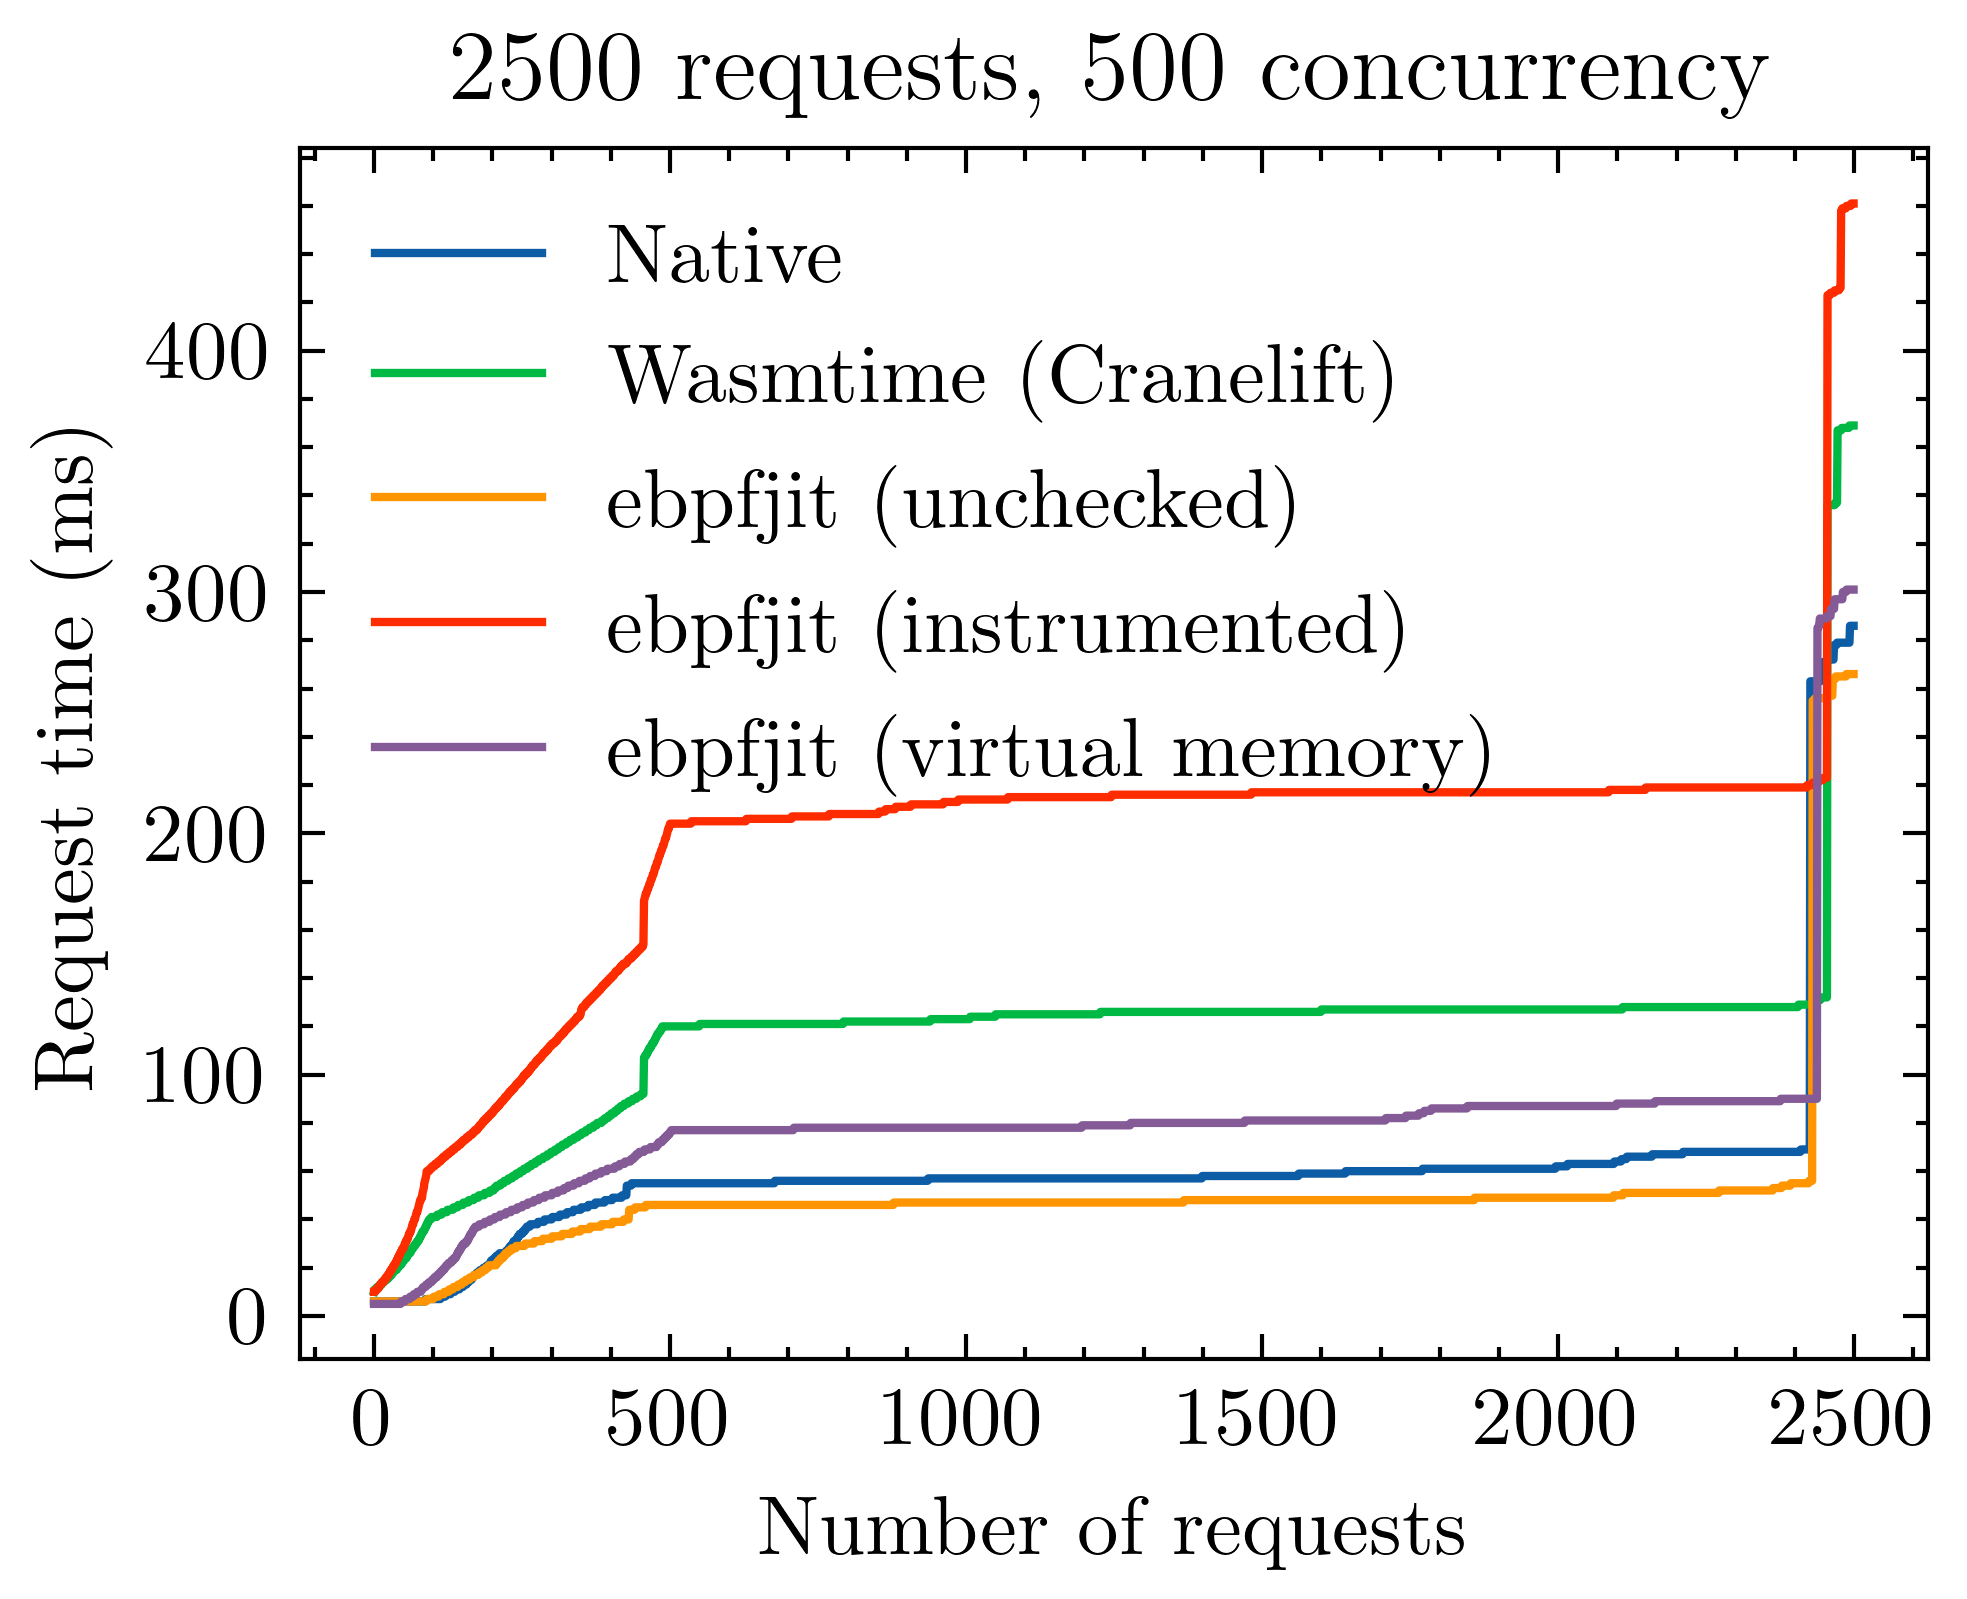 2500 requests, 500 concurrency
Native
Wasmtime (Cranelift)
ebpfjit (unchecked)
ebpfjit (instrumented)
ebpfjit (virtual memory)
Request time (ms)
400
300
200
100
0
0 500 1000 1500 2000 2500
Number of requests